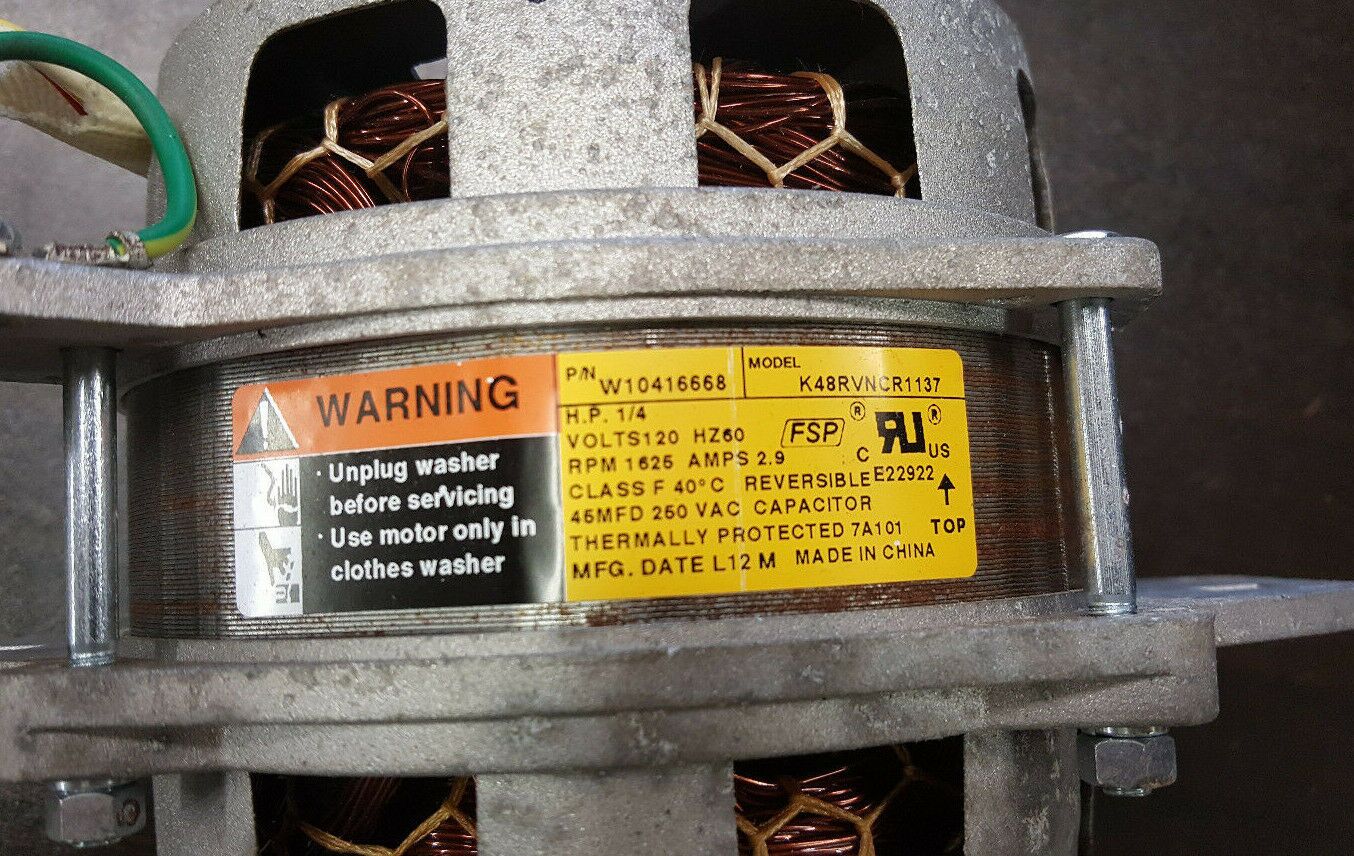 WARNING
· Unplug washer
before servicing
· Use motor only in
clothes washer
P/N W10416668
MODEL
K48RVNCR1137
H.P. 1/4
VOLTS120 HZ60
FSP ®
RU ®
C US
RPM 1625 AMPS 2.9
CLASS F 40°C REVERSIBLE E22922
45MFD 250 VAC CAPACITOR
THERMALLY PROTECTED 7A101
TOP
MFG. DATE L12 M MADE IN CHINA